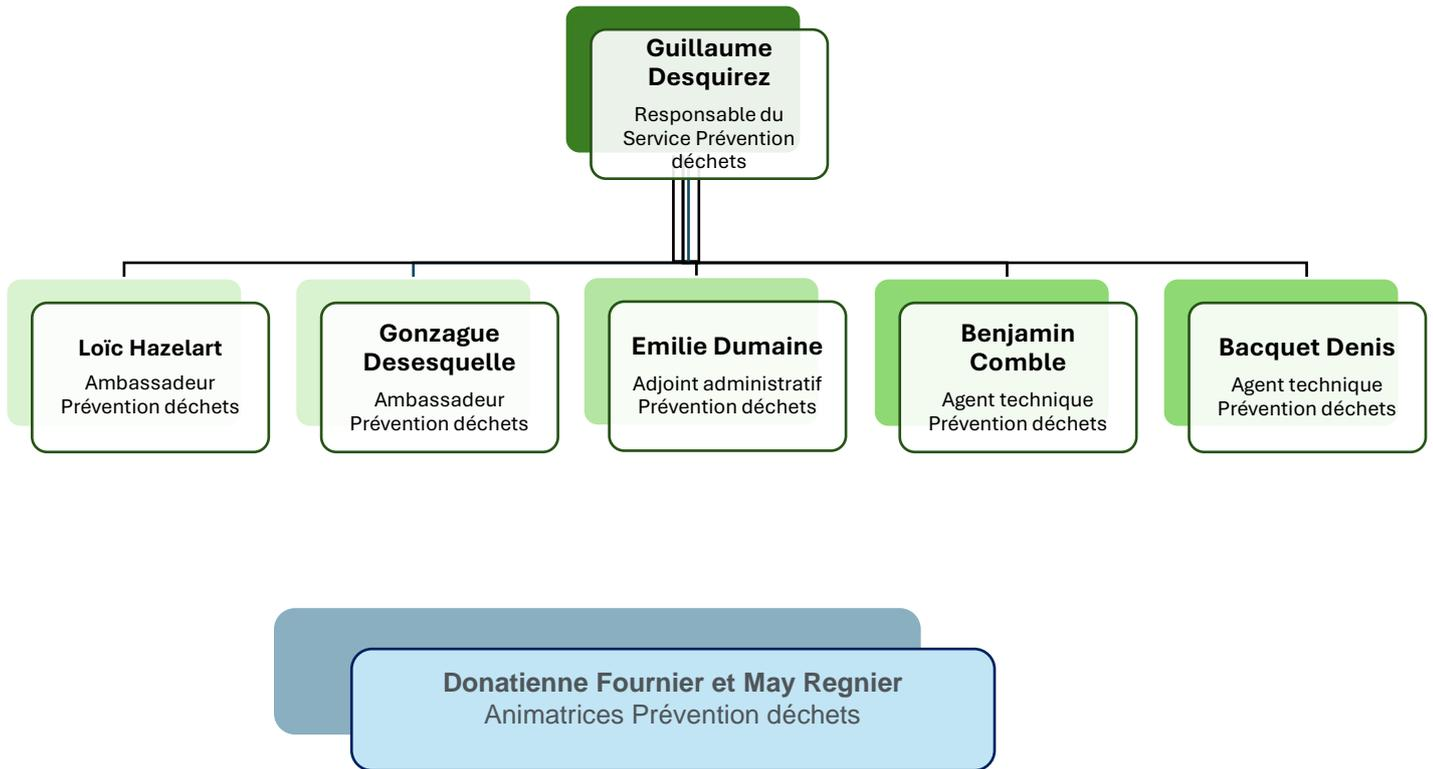 Guillaume
Desquirez
Responsable du
Service Prévention
déchets
Loïc Hazelart
Ambassadeur
Prévention déchets
Gonzague
Desesquelle
Ambassadeur
Prévention déchets
Emilie Dumaine
Adjoint administratif
Prévention déchets
Benjamin
Comble
Agent technique
Prévention déchets
Bacquet Denis
Agent technique
Prévention déchets
Donatienne Fournier et May Regnier
Animatrices Prévention déchets